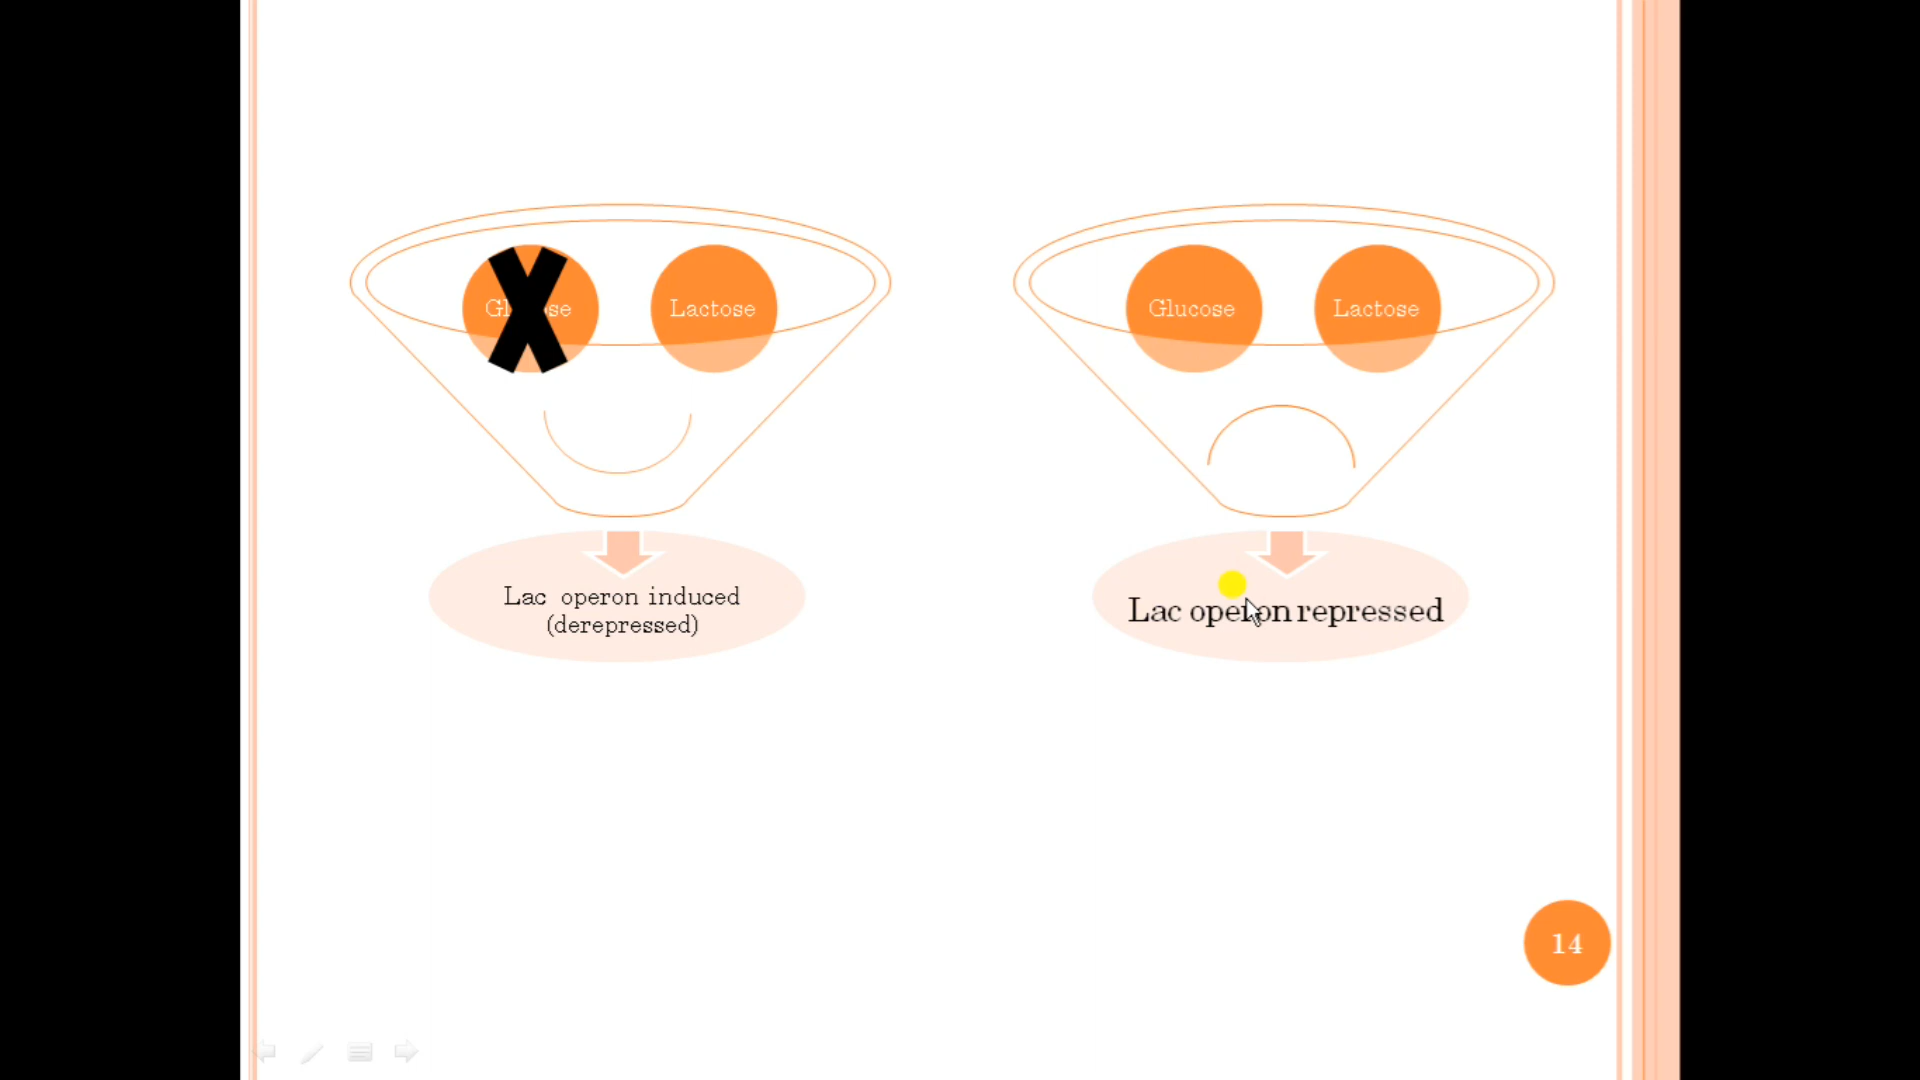 Lactose
Glucose
Lactose
Lac operon induced
(derepressed)
Lac operon repressed
14